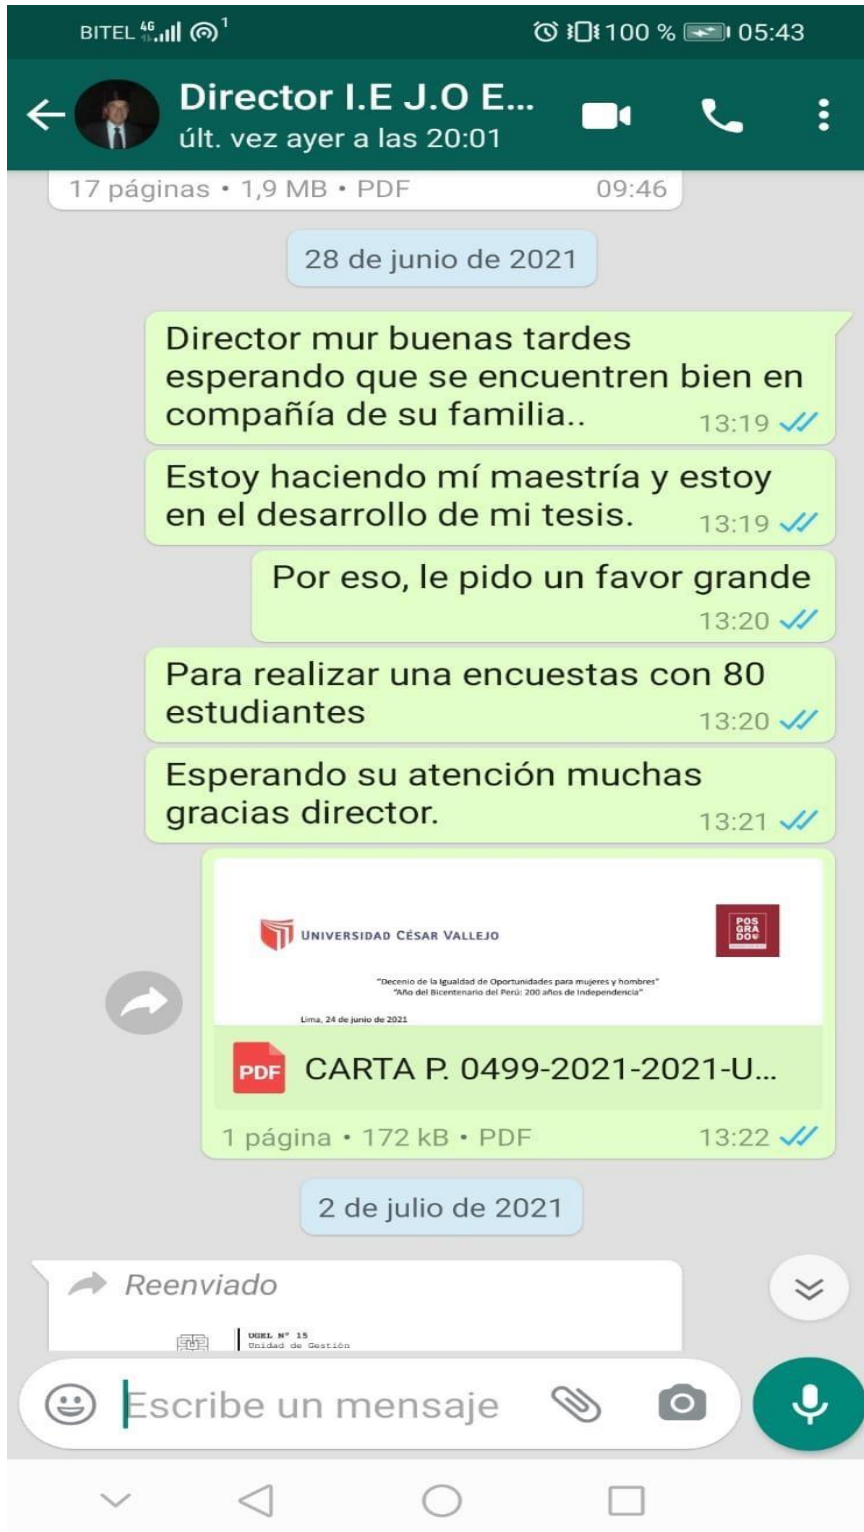 BITEL 4G 1 100 % 05:43
Director I.E J.O E...
últ. vez ayer a las 20:01
17 páginas • 1,9 MB • PDF 09:46
28 de junio de 2021
Director mur buenas tardes
esperando que se encuentren bien en
compañía de su familia.. 13:19
Estoy haciendo mí maestría y estoy
en el desarrollo de mi tesis. 13:19
Por eso, le pido un favor grande
13:20
Para realizar una encuestas con 80
estudiantes 13:20
Esperando su atención muchas
gracias director. 13:21
UNIVERSIDAD CÉSAR VALLEJO
POS
GRA
DO
"Decenio de la Igualdad de Oportunidades para mujeres y hombres"
"Año del Bicentenario del Perú: 200 años de Independencia"
Lima, 24 de junio de 2021
PDF CARTA P. 0499-2021-2021-U...
1 página • 172 kB • PDF 13:22
2 de julio de 2021
Reenviado
UGEL N° 15
Unidad de Gestión
Escribe un mensaje